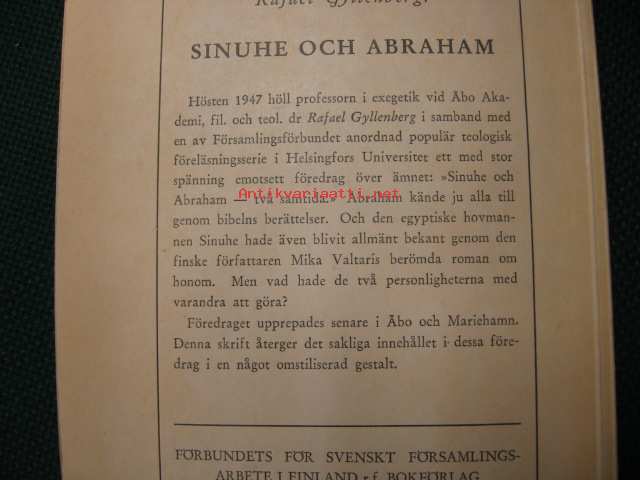 Rafael Gyllenberg:
SINUHE OCH ABRAHAM
Hösten 1947 höll professorn i exegetik vid Åbo Aka-
demi, fil. och teol. dr Rafael Gyllenberg i samband med
en av Församlingsförbundet anordnad populär teologisk
föreläsningsserie i Helsingfors Universitet ett med stor
spänning emotsett föredrag över ämnet: »Sinuhe och
Abraham — två samtida.» Abraham kände ju alla till
Antikvariaatti.net
genom bibelns berättelser. Och den egyptiske hovman-
nen Sinuhe hade även blivit allmänt bekant genom den
finske författaren Mika Valtaris berömda roman om
honom. Men vad hade de två personligheterna med
varandra att göra?
Föredraget upprepades senare i Åbo och Mariehamn.
Denna skrift återger det sakliga innehållet i dessa före-
drag i en något omstiliserad gestalt.
FÖRBUNDETS FÖR SVENSKT FÖRSAMLINGS-
ARBETE I FINLAND r.f. BOKFÖRLAG